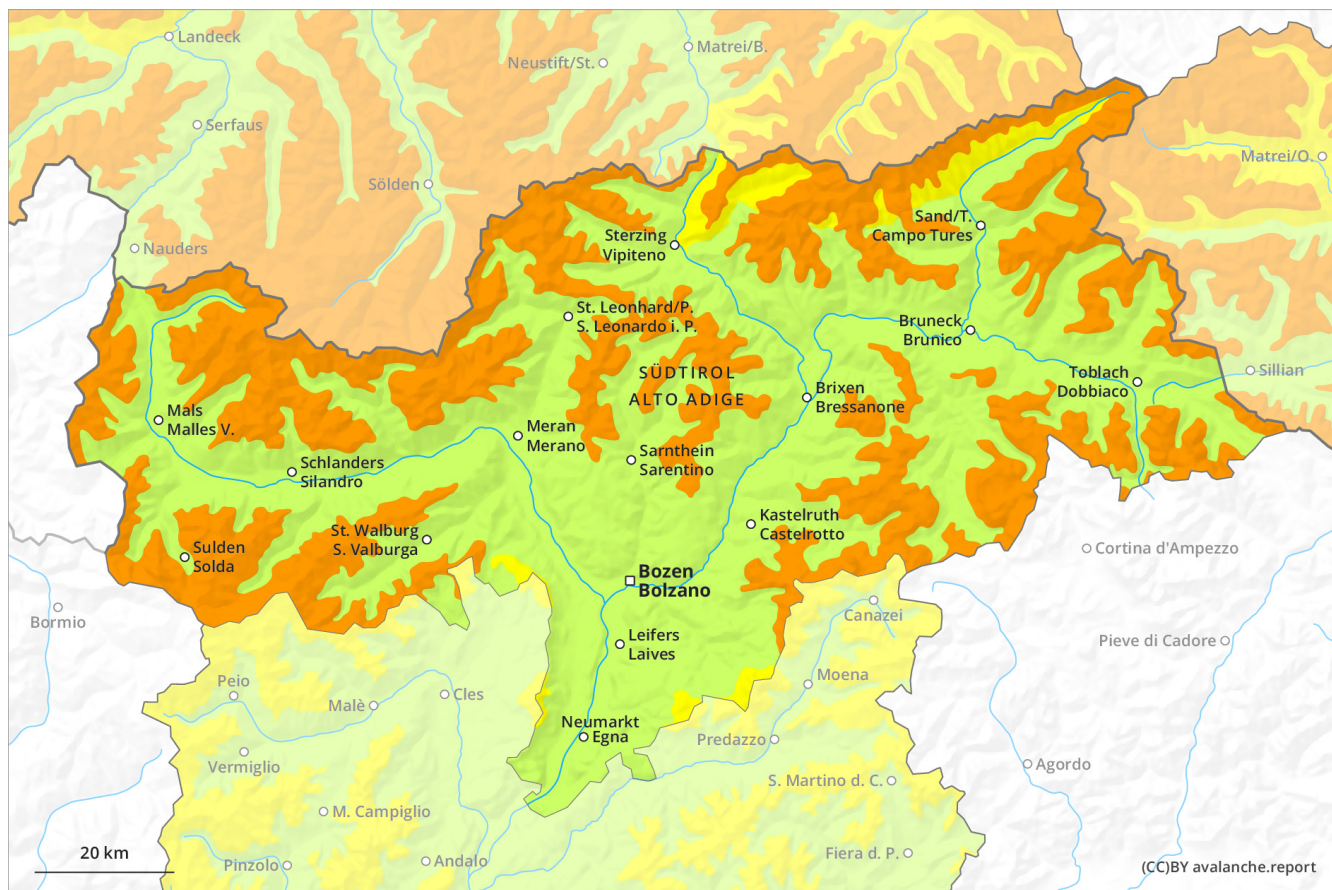 Landeck
Matrei/B.
Neustift/St.
Serfaus
Matrei/O.
Sölden
Sand/T.
Campo Tures
Sterzing
Vipiteno
Nauders
St. Leonhard/P.
S. Leonardo i. P.
Bruneck
Brunico
SÜDTIROL
ALTO ADIGE
Toblach
Dobbiaco
Sillian
Brixen
Bressanone
Mals
Malles V.
Meran
Merano
Sarnthein
Sarentino
Schlanders
Silandro
Kastelruth
Castelrotto
St. Walburg
S. Valburga
Sulden
Solda
Cortina d'Ampezzo
Bozen
Bolzano
Bormio
Canazei
Leifers
Laives
Pieve di Cadore
Peio
Moena
Malè
Cles
Neumarkt
Egna
Predazzo
Vermiglio
Agordo
S. Martino d. C.
M. Campiglio
20 km
Pinzolo
Andalo
Fiera d. P.
(CC)BY avalanche.report